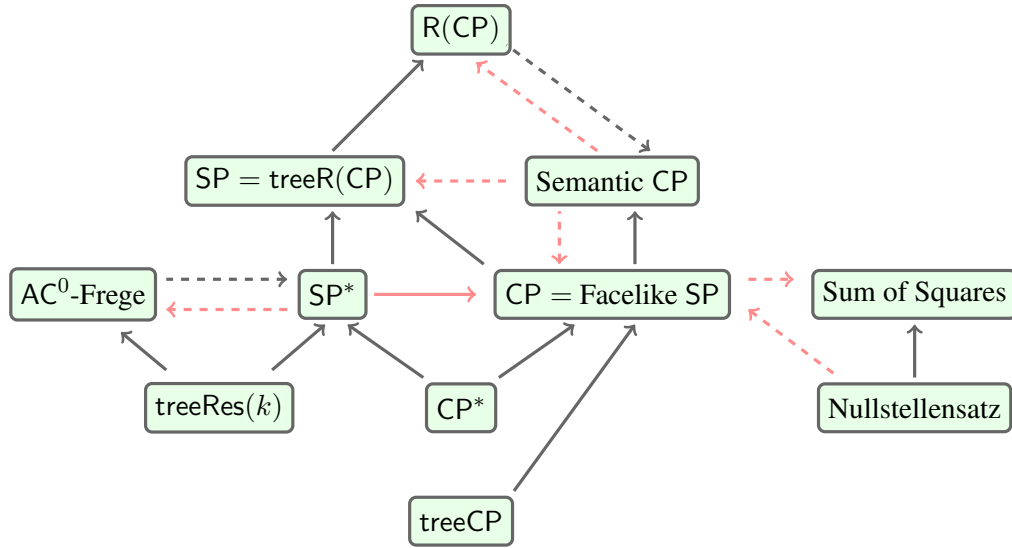 R(CP)
SP = treeR(CP)
Semantic CP
AC⁰-Frege
SP*
CP = Facelike SP
Sum of Squares
treeRes(k)
CP*
Nullstellensatz
treeCP